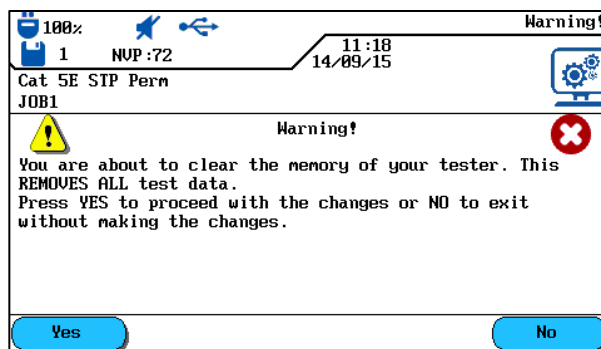 100%
Warning!
1 NVP:72
11:18
14/09/15
Cat 5E STP Perm
JOB1
Warning!
You are about to clear the memory of your tester. This
REMOVES ALL test data.
Press YES to proceed with the changes or NO to exit
without making the changes.
Yes
No